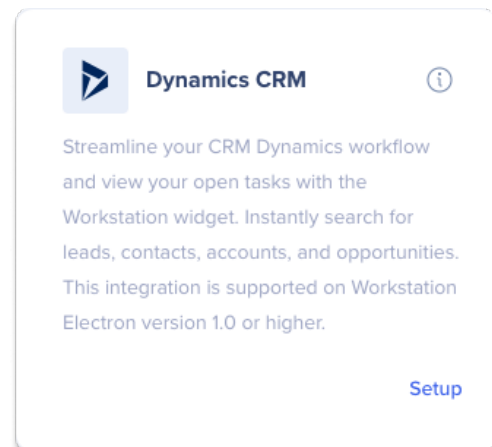 Dynamics CRM
Streamline your CRM Dynamics workflow
and view your open tasks with the
Workstation widget. Instantly search for
leads, contacts, accounts, and opportunities.
This integration is supported on Workstation
Electron version 1.0 or higher.
Setup